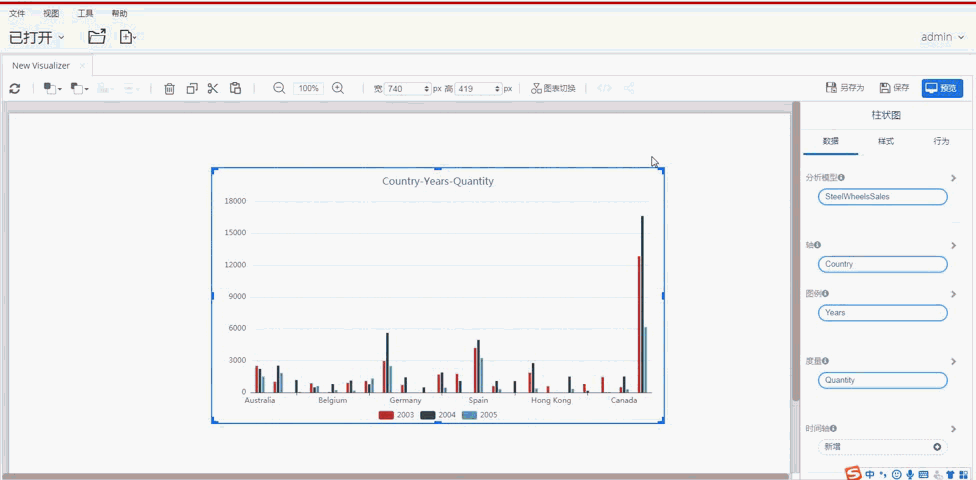 文件 视图 工具 帮助
已打开 admin
New Visualizer ×
100% 宽 740 px 高 419 px 图表切换 另存为 保存 预览
柱状图
数据 样式 行为
分析模型
SteelWheelsSales
轴
Country
图例
Years
度量
Quantity
时间轴
新增
Country-Years-Quantity
18000
15000
12000
9000
6000
3000
0
Australia Belgium Germany Spain Hong Kong Canada
2003 2004 2005
S 中